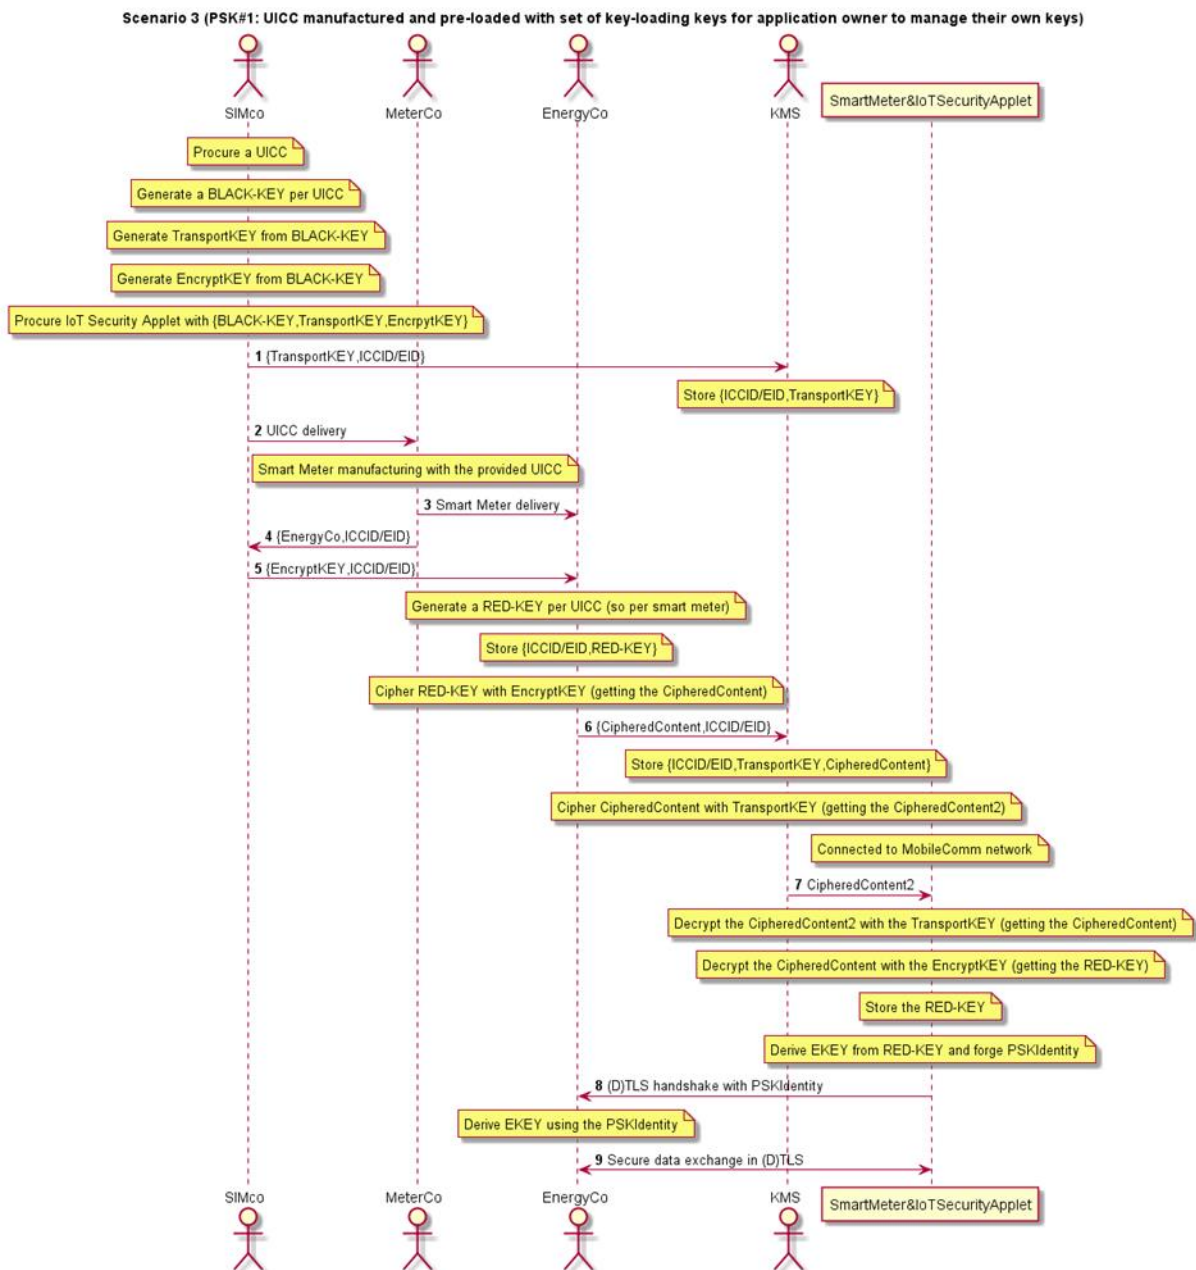 Scenario 3 (PSK#1: UICC manufactured and pre-loaded with set of key-loading keys for application owner to manage their own keys)
SIMco
MeterCo
EnergyCo
KMS
SmartMeter&IoTSecurityApplet
Procure a UICC
Generate a BLACK-KEY per UICC
Generate TransportKEY from BLACK-KEY
Generate EncryptKEY from BLACK-KEY
Procure IoT Security Applet with {BLACK-KEY,TransportKEY,EncrpytKEY}
1 {TransportKEY,ICCID/EID}
Store {ICCID/EID,TransportKEY}
2 UICC delivery
Smart Meter manufacturing with the provided UICC
3 Smart Meter delivery
4 {EnergyCo,ICCID/EID}
5 {EncryptKEY,ICCID/EID}
Generate a RED-KEY per UICC (so per smart meter)
Store {ICCID/EID,RED-KEY}
Cipher RED-KEY with EncryptKEY (getting the CipheredContent)
6 {CipheredContent,ICCID/EID}
Store {ICCID/EID,TransportKEY,CipheredContent}
Cipher CipheredContent with TransportKEY (getting the CipheredContent2)
Connected to MobileComm network
7 CipheredContent2
Decrypt the CipheredContent2 with the TransportKEY (getting the CipheredContent)
Decrypt the CipheredContent with the EncryptKEY (getting the RED-KEY)
Store the RED-KEY
Derive EKEY from RED-KEY and forge PSKIdentity
8 (D)TLS handshake with PSKIdentity
Derive EKEY using the PSKIdentity
9 Secure data exchange in (D)TLS
SIMco
MeterCo
EnergyCo
KMS
SmartMeter&IoTSecurityApplet